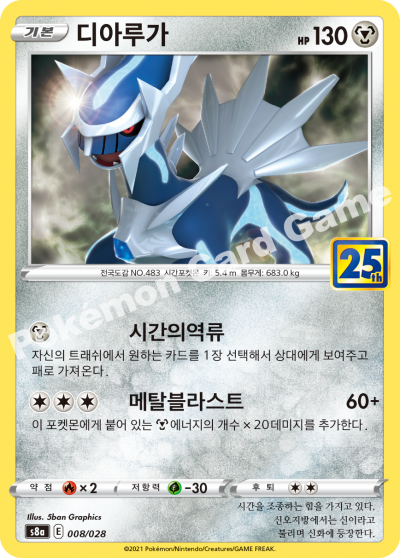 기본 디아루가 HP 130
Pokémon Card Game
전국도감 NO.483 시간포켓몬 키: 5.4 m 몸무게: 683.0 kg
25th
시간의역류
자신의 트래쉬에서 원하는 카드를 1장 선택해서 상대에게 보여주고
패로 가져온다.
메탈블라스트 60+
이 포켓몬에게 붙어 있는 에너지의 개수 × 20데미지를 추가한다.
약점 × 2 저항력 -30 후퇴
Illus. 5ban Graphics
s8a E 008/028
시간을 조종하는 힘을 가지고 있다.
신오지방에서는 신이라고
불리며 신화에 등장한다.
©2021 Pokémon/Nintendo/Creatures/GAME FREAK.